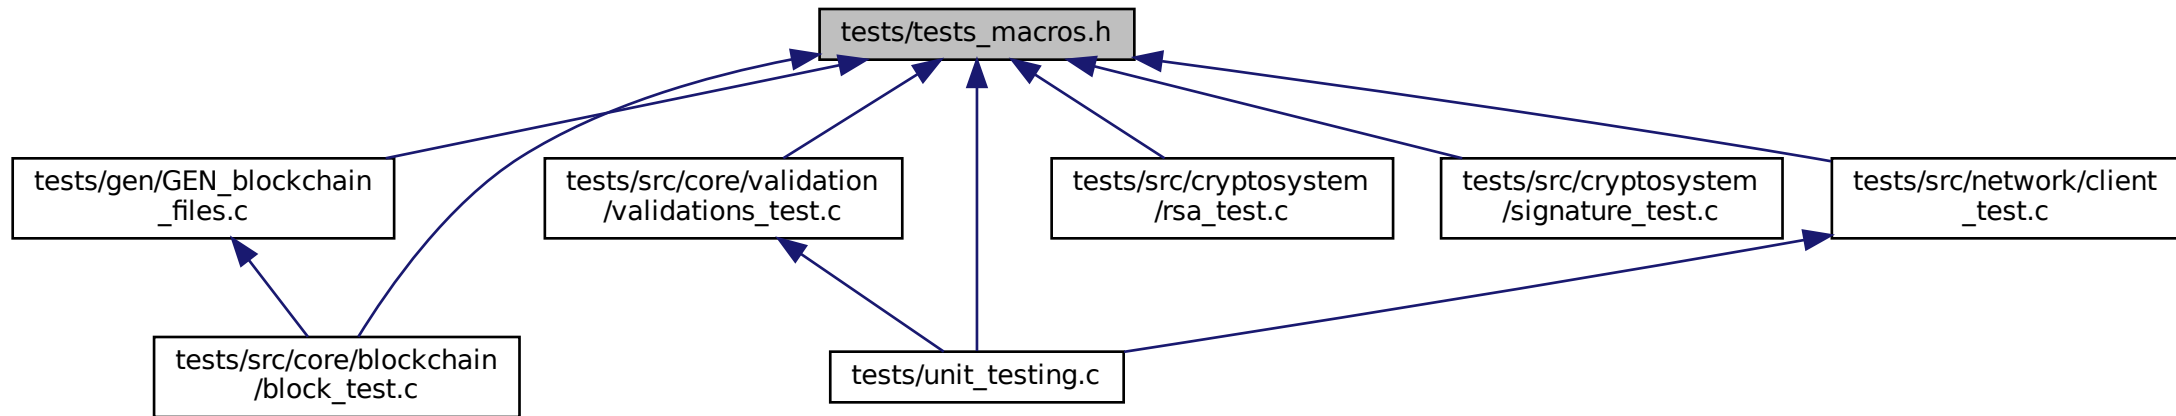 tests/tests_macros.h
tests/gen/GEN_blockchain
_files.c
tests/src/core/validation
/validations_test.c
tests/src/cryptosystem
/rsa_test.c
tests/src/cryptosystem
/signature_test.c
tests/src/network/client
_test.c
tests/src/core/blockchain
/block_test.c
tests/unit_testing.c